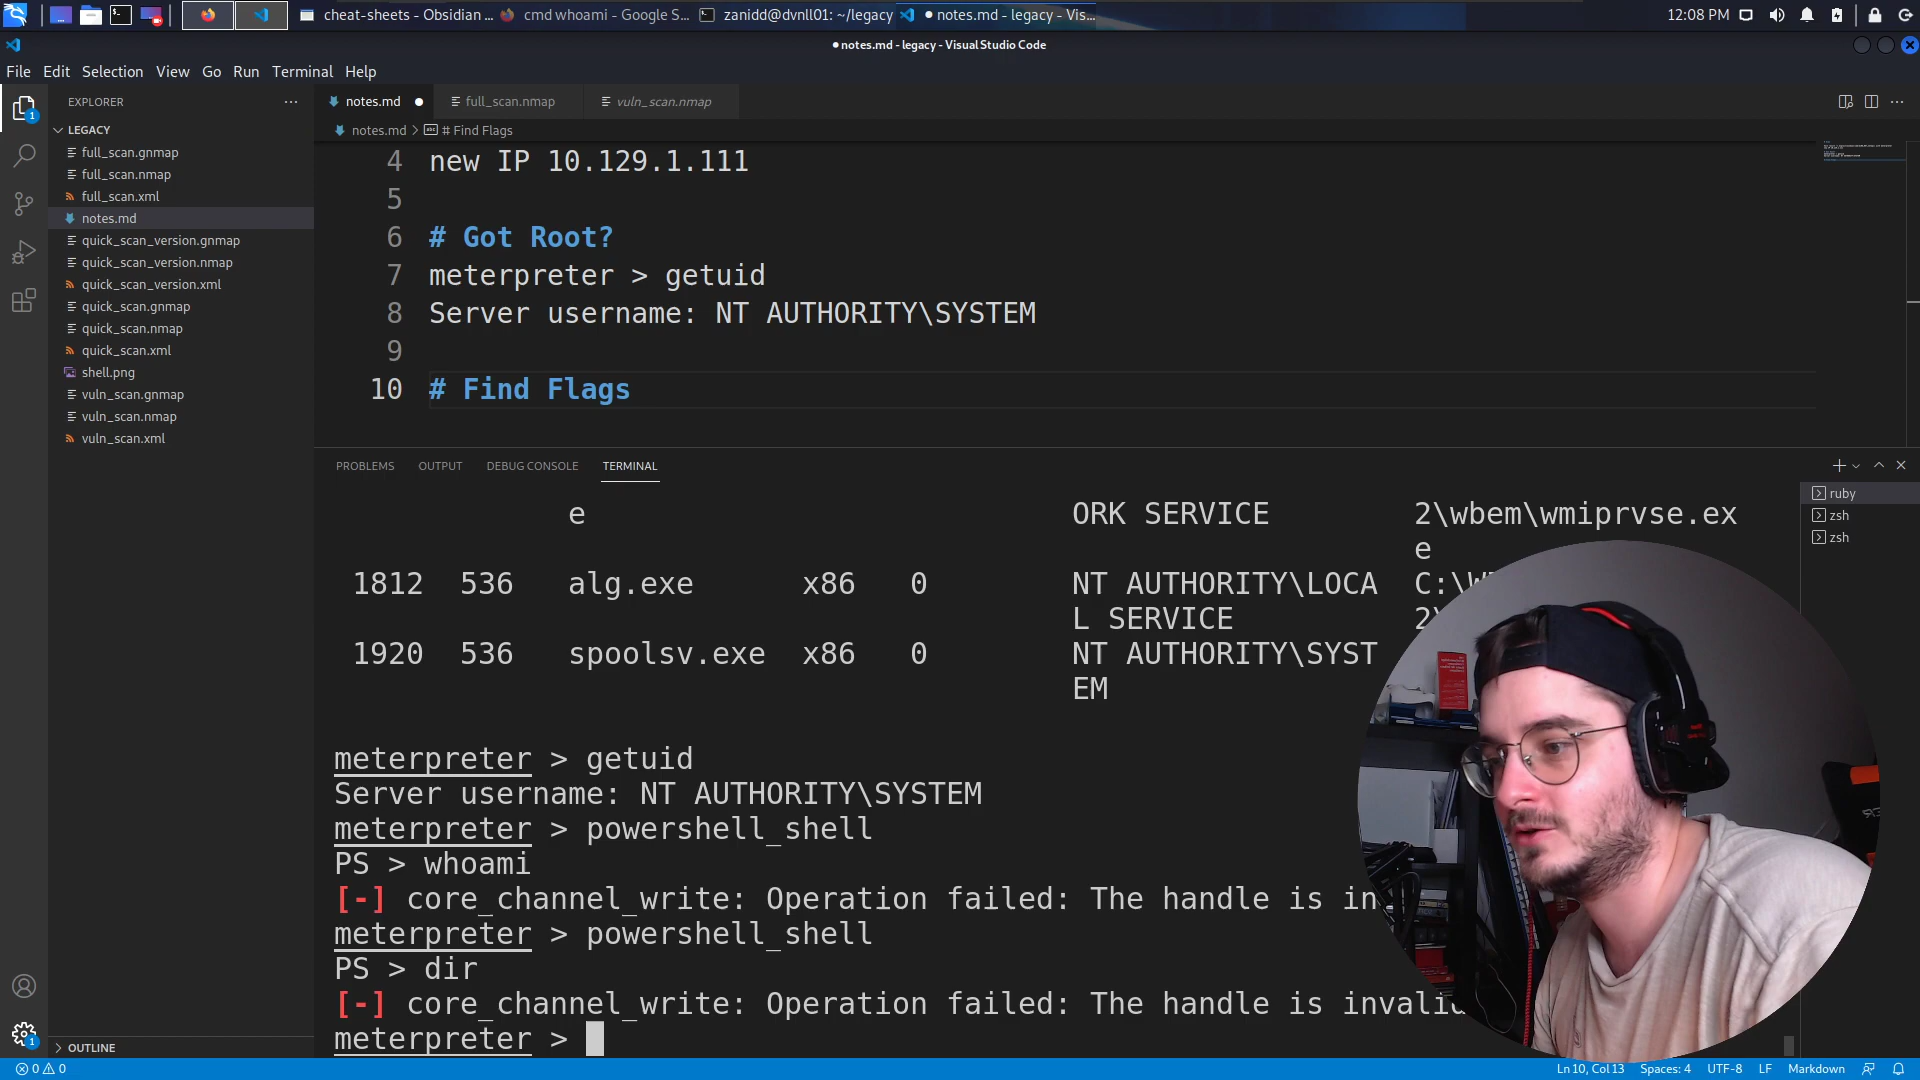 cheat-sheets - Obsidian ...
cmd whoami - Google S...
zanidd@dvnll01: ~/legacy
notes.md - legacy - Vis...
12:08 PM
notes.md - legacy - Visual Studio Code
File Edit Selection View Go Run Terminal Help
EXPLORER
LEGACY
full_scan.gnmap
full_scan.nmap
full_scan.xml
notes.md
quick_scan_version.gnmap
quick_scan_version.nmap
quick_scan_version.xml
quick_scan.gnmap
quick_scan.nmap
quick_scan.xml
shell.png
vuln_scan.gnmap
vuln_scan.nmap
vuln_scan.xml
OUTLINE
1
1
notes.md full_scan.nmap vuln_scan.nmap
notes.md > # Find Flags
4 new IP 10.129.1.111
5
6 # Got Root?
7 meterpreter > getuid
8 Server username: NT AUTHORITY\SYSTEM
9
10 # Find Flags
PROBLEMS OUTPUT DEBUG CONSOLE TERMINAL
ruby
zsh
zsh
e ORK SERVICE 2\wbem\wmiprvse.ex
e
1812 536 alg.exe x86 0 NT AUTHORITY\LOCA C:\W
L SERVICE 2\
1920 536 spoolsv.exe x86 0 NT AUTHORITY\SYST
EM
meterpreter > getuid
Server username: NT AUTHORITY\SYSTEM
meterpreter > powershell_shell
PS > whoami
[-] core_channel_write: Operation failed: The handle is in
meterpreter > powershell_shell
PS > dir
[-] core_channel_write: Operation failed: The handle is invalid
meterpreter >
0 0
Ln 10, Col 13 Spaces: 4 UTF-8 LF Markdown